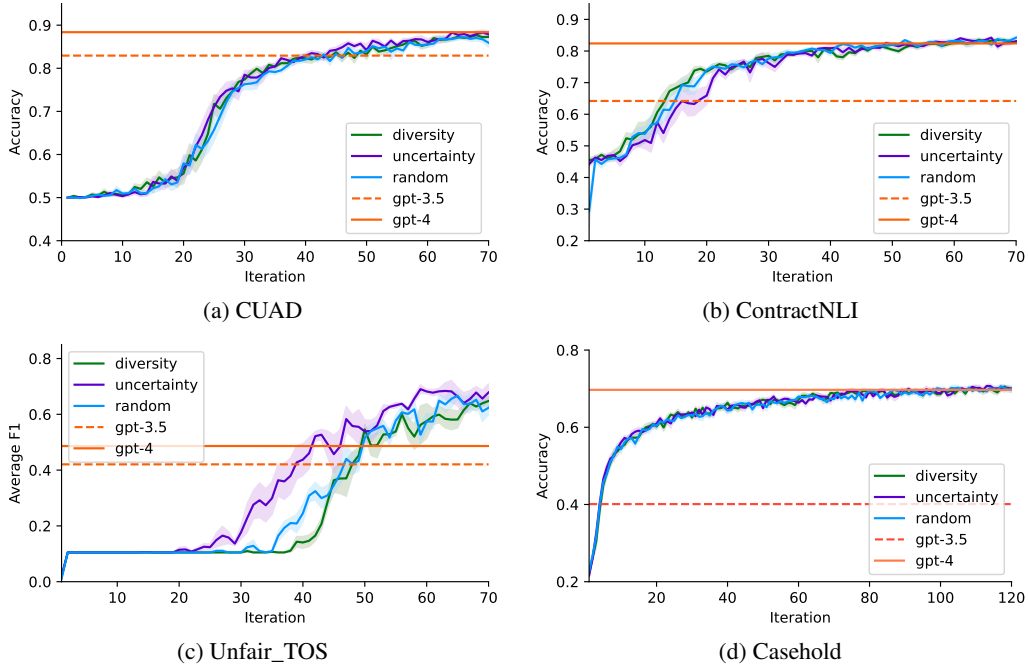 0.9
0.8
0.7
0.6
0.5
0.4
Accuracy
diversity
uncertainty
random
gpt-3.5
gpt-4
0 10 20 30 40 50 60 70
Iteration
(a) CUAD
0.9
0.8
0.7
0.6
0.5
0.4
0.3
0.2
Accuracy
diversity
uncertainty
random
gpt-3.5
gpt-4
10 20 30 40 50 60 70
Iteration
(b) ContractNLI
0.8
0.6
0.4
0.2
0.0
Average F1
diversity
uncertainty
random
gpt-3.5
gpt-4
10 20 30 40 50 60 70
Iteration
(c) Unfair_TOS
0.8
0.6
0.4
0.2
Accuracy
diversity
uncertainty
random
gpt-3.5
gpt-4
20 40 60 80 100 120
Iteration
(d) Casehold